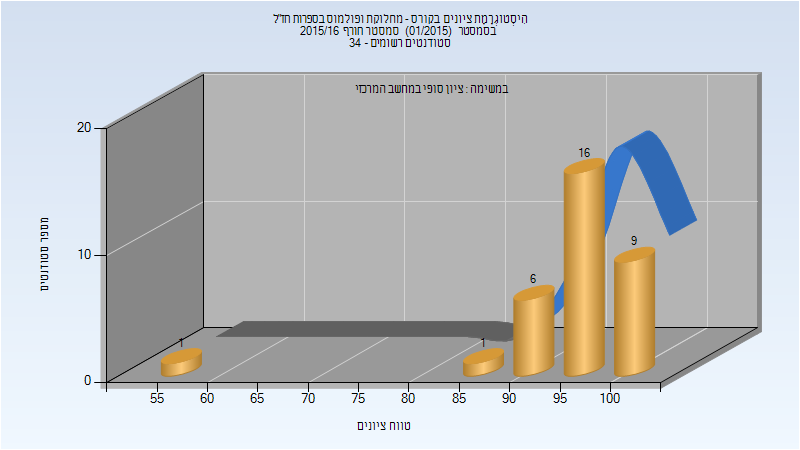 היסטוגרמת ציונים בקורס - מחלוקת ופולמוס בספרות חז"ל
בסמסטר (01/2015) סמסטר חורף 2015/16
סטודנטים רשומים - 34
במשימה : ציון סופי במחשב המרכזי
מספר סטודנטים
20
10
0
1
1
6
16
9
55 60 65 70 75 80 85 90 95 100
טווח ציונים